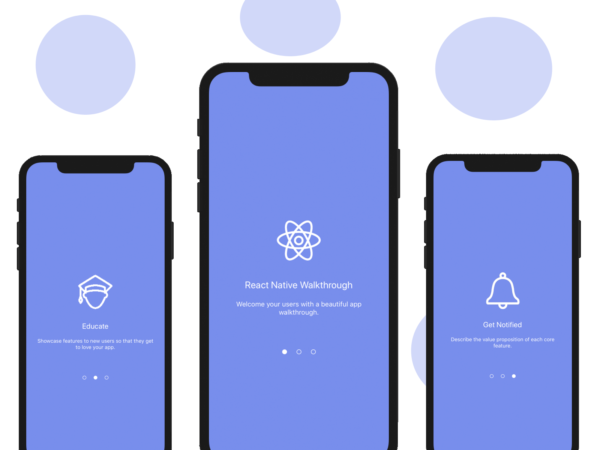 React Native Walkthrough
Welcome your users with a beautiful app
walkthrough.
Educate
Showcase features to new users so that they get
to love your app.
Get Notified
Describe the value proposition of each core
feature.